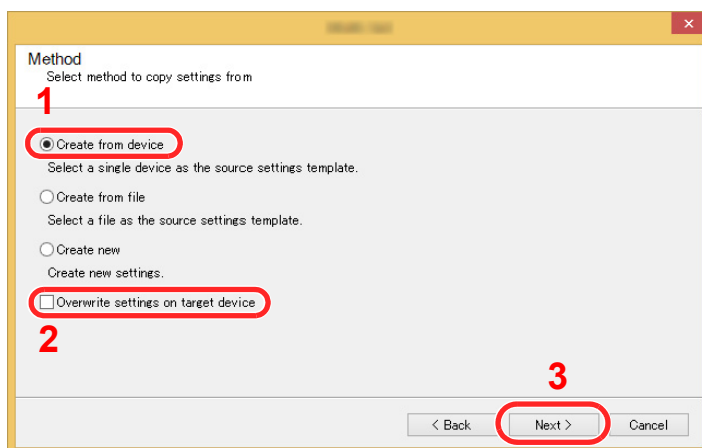 Method
Select method to copy settings from
1
Create from device
Select a single device as the source settings template.
Create from file
Select a file as the source settings template.
Create new
Create new settings.
Overwrite settings on target device
2
3
< Back Next > Cancel